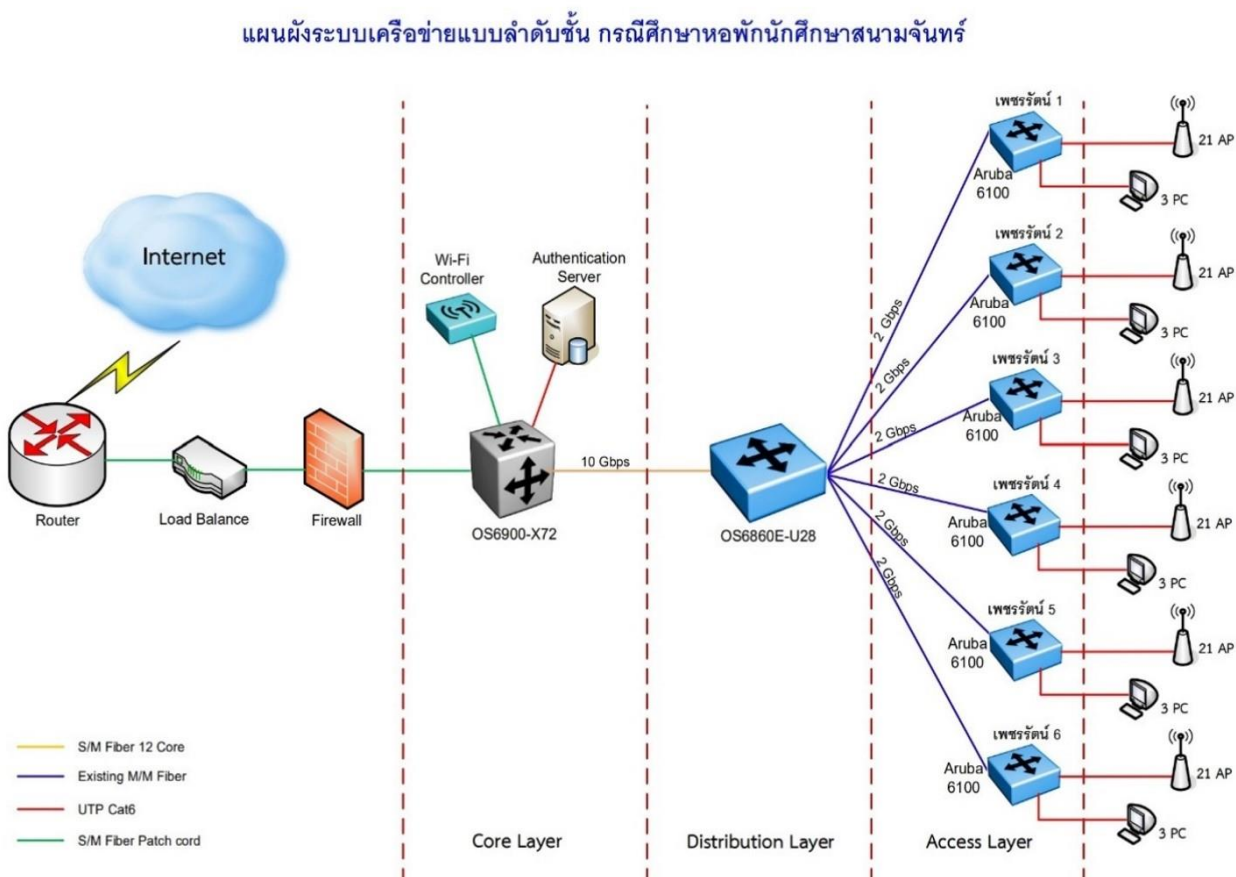 แผนผังระบบเครือข่ายแบบลำดับชั้น กรณีศึกษาหอพักนักศึกษาสนามจันทร์
Internet
Router
Load Balance
Firewall
Wi-Fi
Controller
Authentication
Server
OS6900-X72
10 Gbps
OS6860E-U28
2 Gbps
2 Gbps
2 Gbps
2 Gbps
2 Gbps
2 Gbps
เพชรรัตน์ 1
Aruba
6100
21 AP
3 PC
เพชรรัตน์ 2
Aruba
6100
21 AP
3 PC
เพชรรัตน์ 3
Aruba
6100
21 AP
3 PC
เพชรรัตน์ 4
Aruba
6100
21 AP
3 PC
เพชรรัตน์ 5
Aruba
6100
21 AP
3 PC
เพชรรัตน์ 6
Aruba
6100
21 AP
3 PC
S/M Fiber 12 Core
Existing M/M Fiber
UTP Cat6
S/M Fiber Patch cord
Core Layer
Distribution Layer
Access Layer